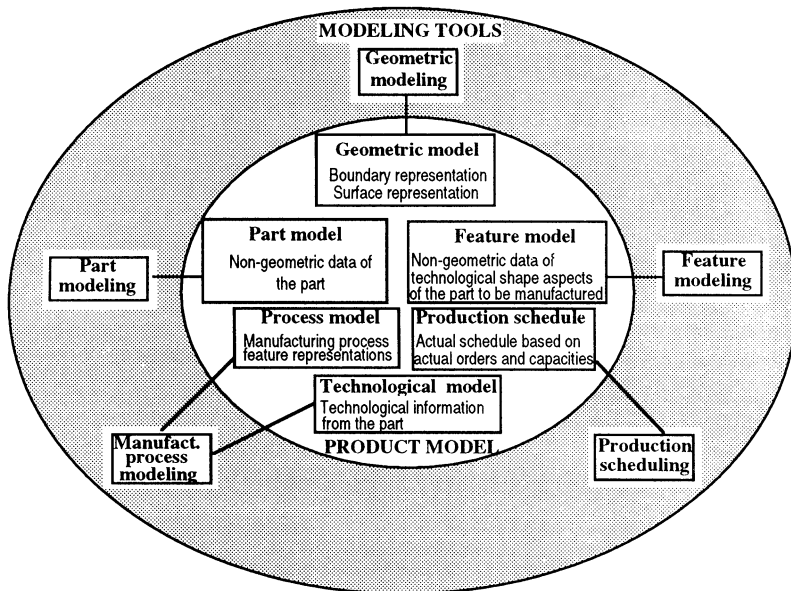 MODELING TOOLS
Geometric
modeling
Geometric model
Boundary representation
Surface representation
Part model
Non-geometric data of
the part
Feature model
Non-geometric data of
technological shape aspects
of the part to be manufactured
Part
modeling
Feature
modeling
Process model
Manufacturing process
feature representations
Production schedule
Actual schedule based on
actual orders and capacities
Technological model
Technological information
from the part
PRODUCT MODEL
Manufact.
process
modeling
Production
scheduling